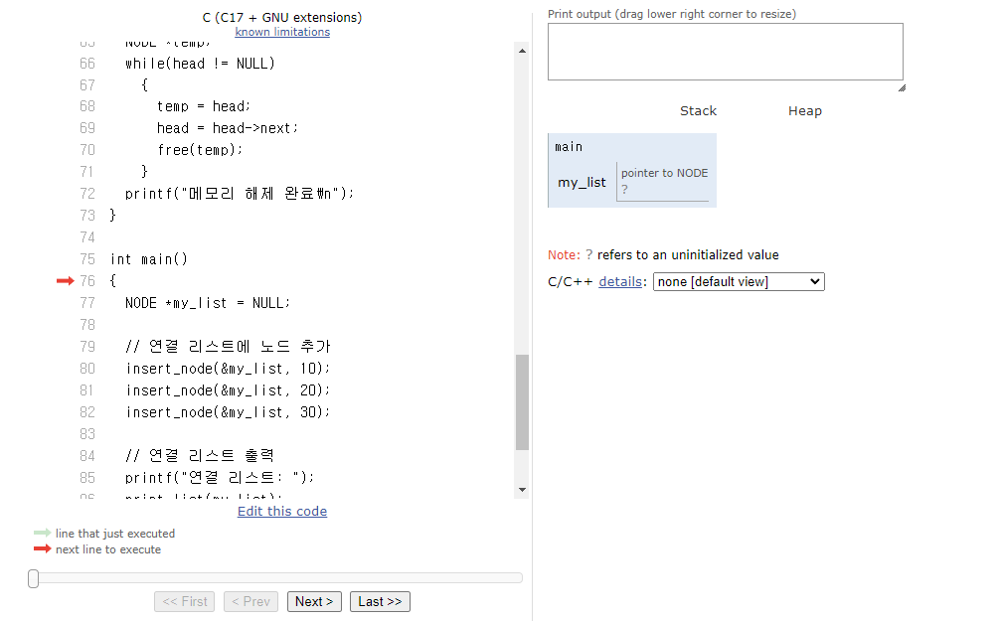 C (C17 + GNU extensions)
known limitations
65 NODE *temp;
66 while(head != NULL)
67 {
68 temp = head;
69 head = head->next;
70 free(temp);
71 }
72 printf("메모리 해제 완료₩n");
73 }
74
75 int main()
76 {
77 NODE *my_list = NULL;
78
79 // 연결 리스트에 노드 추가
80 insert_node(&my_list, 10);
81 insert_node(&my_list, 20);
82 insert_node(&my_list, 30);
83
84 // 연결 리스트 출력
85 printf("연결 리스트: ");
86 print_list(my_list);
Edit this code
line that just executed
next line to execute
<< First < Prev Next > Last >>
Print output (drag lower right corner to resize)
Stack Heap
main
my_list
pointer to NODE
?
Note: ? refers to an uninitialized value
C/C++ details: none [default view]